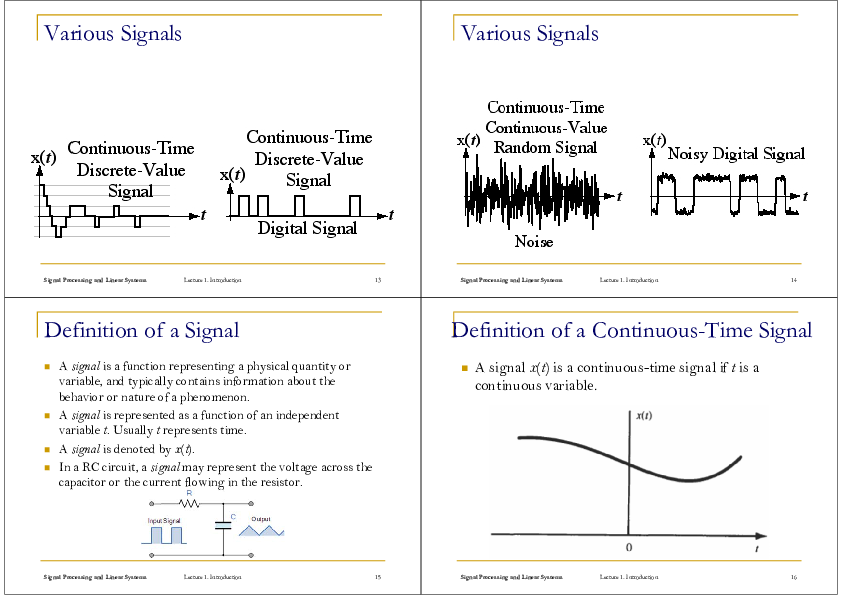 Various Signals
x(t)
Continuous-Time
Discrete-Value
Signal
t
x(t)
Continuous-Time
Discrete-Value
Signal
t
Digital Signal
Signal Processing and Linear Systems
Lecture 1. Introduction
13
Various Signals
x(t)
Continuous-Time
Continuous-Value
Random Signal
t
Noise
x(t)
Noisy Digital Signal
t
Signal Processing and Linear Systems
Lecture 1. Introduction
14
Definition of a Signal
A signal is a function representing a physical quantity or
variable, and typically contains information about the
behavior or nature of a phenomenon.
A signal is represented as a function of an independent
variable t. Usually t represents time.
A signal is denoted by x(t).
In a RC circuit, a signal may represent the voltage across the
capacitor or the current flowing in the resistor.
R
Input Signal
C
Output
Signal Processing and Linear Systems
Lecture 1. Introduction
15
Definition of a Continuous-Time Signal
A signal x(t) is a continuous-time signal if t is a
continuous variable.
x(t)
0
t
Signal Processing and Linear Systems
Lecture 1. Introduction
16